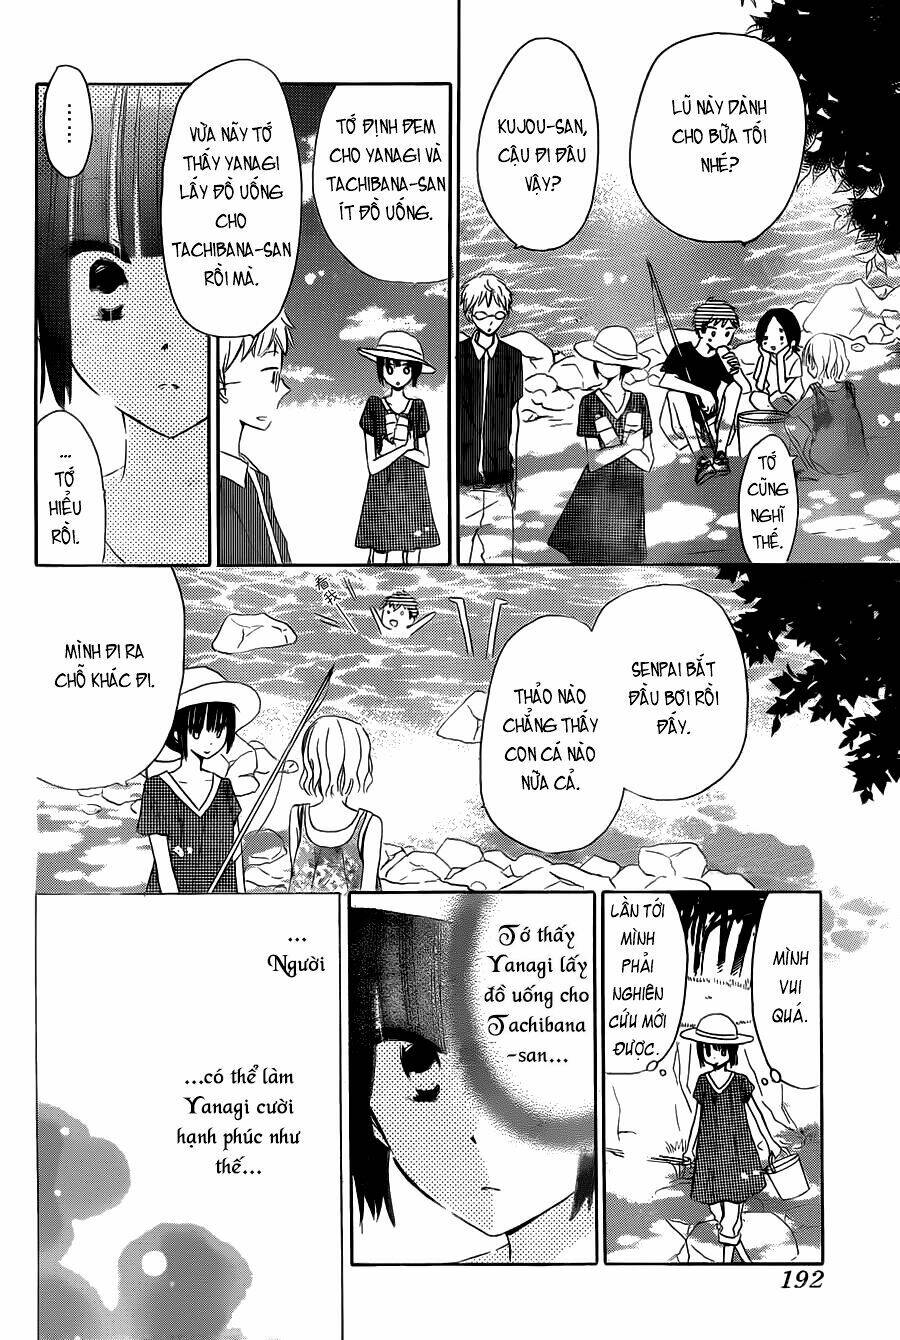 LŨ NÀY DÀNH
CHO BỮA TỐI
NHÉ?
KUJOU-SAN,
CẬU ĐI ĐÂU
VẬY?
TỚ
CŨNG
NGHĨ
THẾ.
TỚ ĐỊNH ĐEM
CHO YANAGI VÀ
TACHIBANA-SAN
ÍT ĐỒ UỐNG.
VỪA NÃY TỚ
THẤY YANAGI
LẤY ĐỒ UỐNG
CHO
TACHIBANA-SAN
RỒI MÀ.
......
...
TỚ
HIỂU
RỒI.
看我
SENPAI BẮT
ĐẦU BƠI RỒI
ĐẤY.
THẢO NÀO
CHẲNG THẤY
CON CÁ NÀO
NỮA CẢ.
MÌNH ĐI RA
CHỖ KHÁC ĐI.
MÌNH
VUI
QUÁ.
LẦN TỚI
MÌNH
PHẢI
NGHIÊN
CỨU MỚI
ĐƯỢC.
Tớ thấy
Yanagi lấy
đồ uống cho
Tachibana
-san...
...
Người
...có thể làm
Yanagi cười
hạnh phúc như
thế...
192